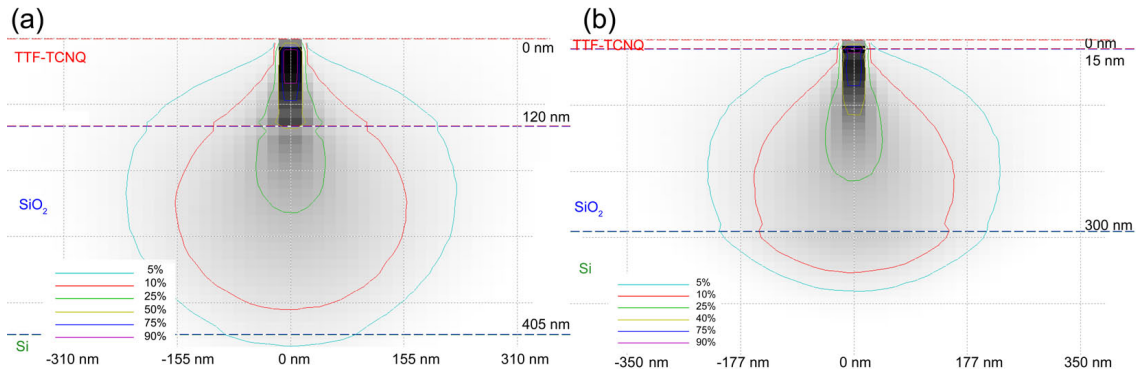 (a)
0 nm
TTF-TCNQ
120 nm
SiO2
5%
10%
25%
50%
75%
90%
405 nm
Si
-310 nm -155 nm 0 nm 155 nm 310 nm
(b)
TTF-TCNQ
0 nm
15 nm
SiO2
300 nm
Si
5%
10%
25%
40%
75%
90%
-350 nm -177 nm 0 nm 177 nm 350 nm